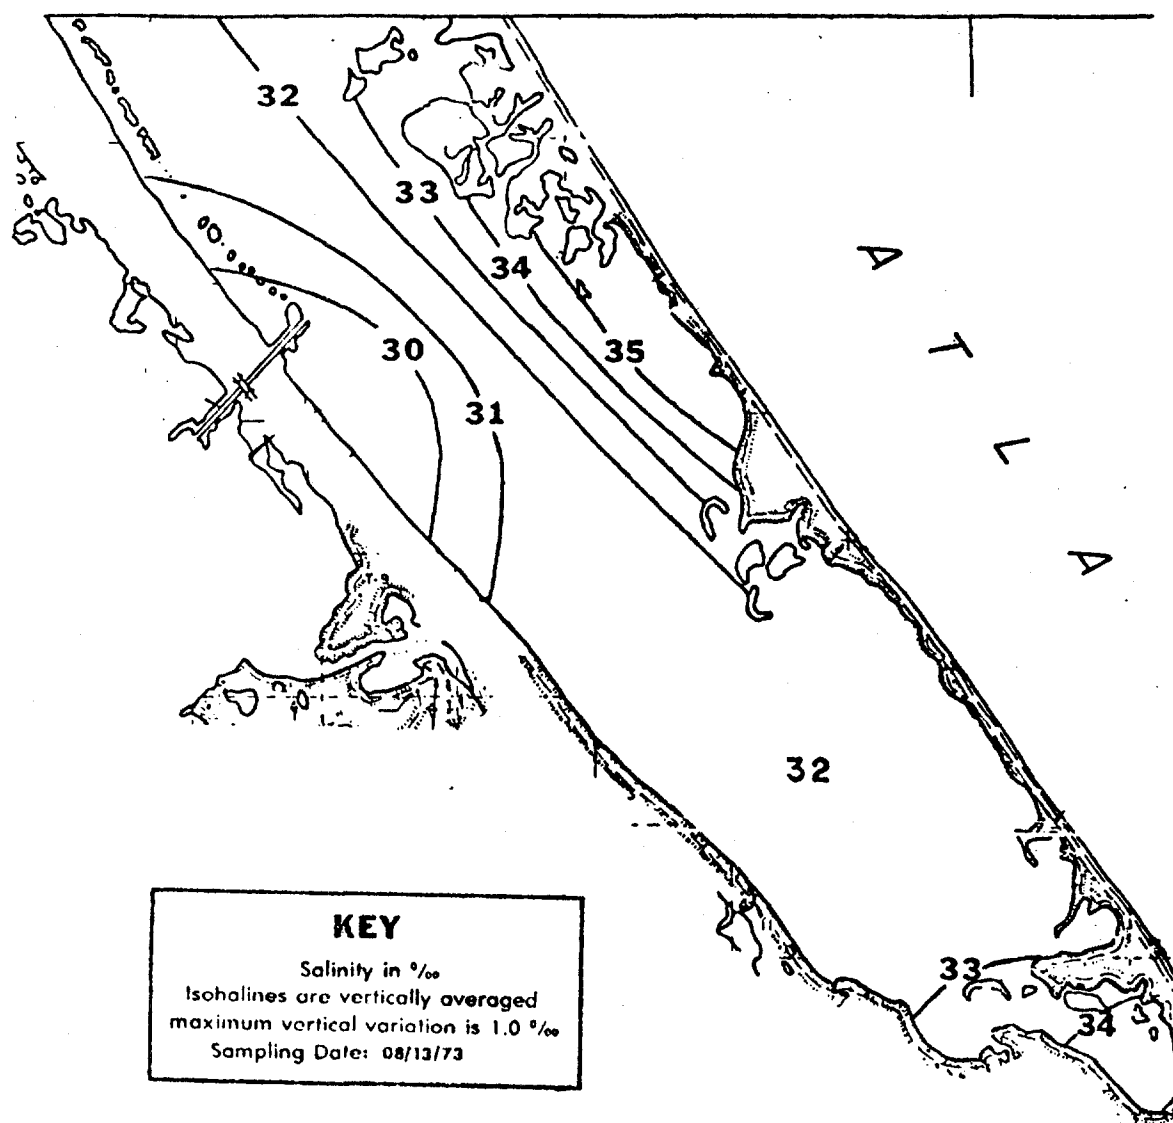 32
33
34
35
30
31
A
T
L
A
32
33
34
KEY
Salinity in ‰
Isohalines are vertically averaged
maximum vertical variation is 1.0 ‰
Sampling Date: 08/13/73